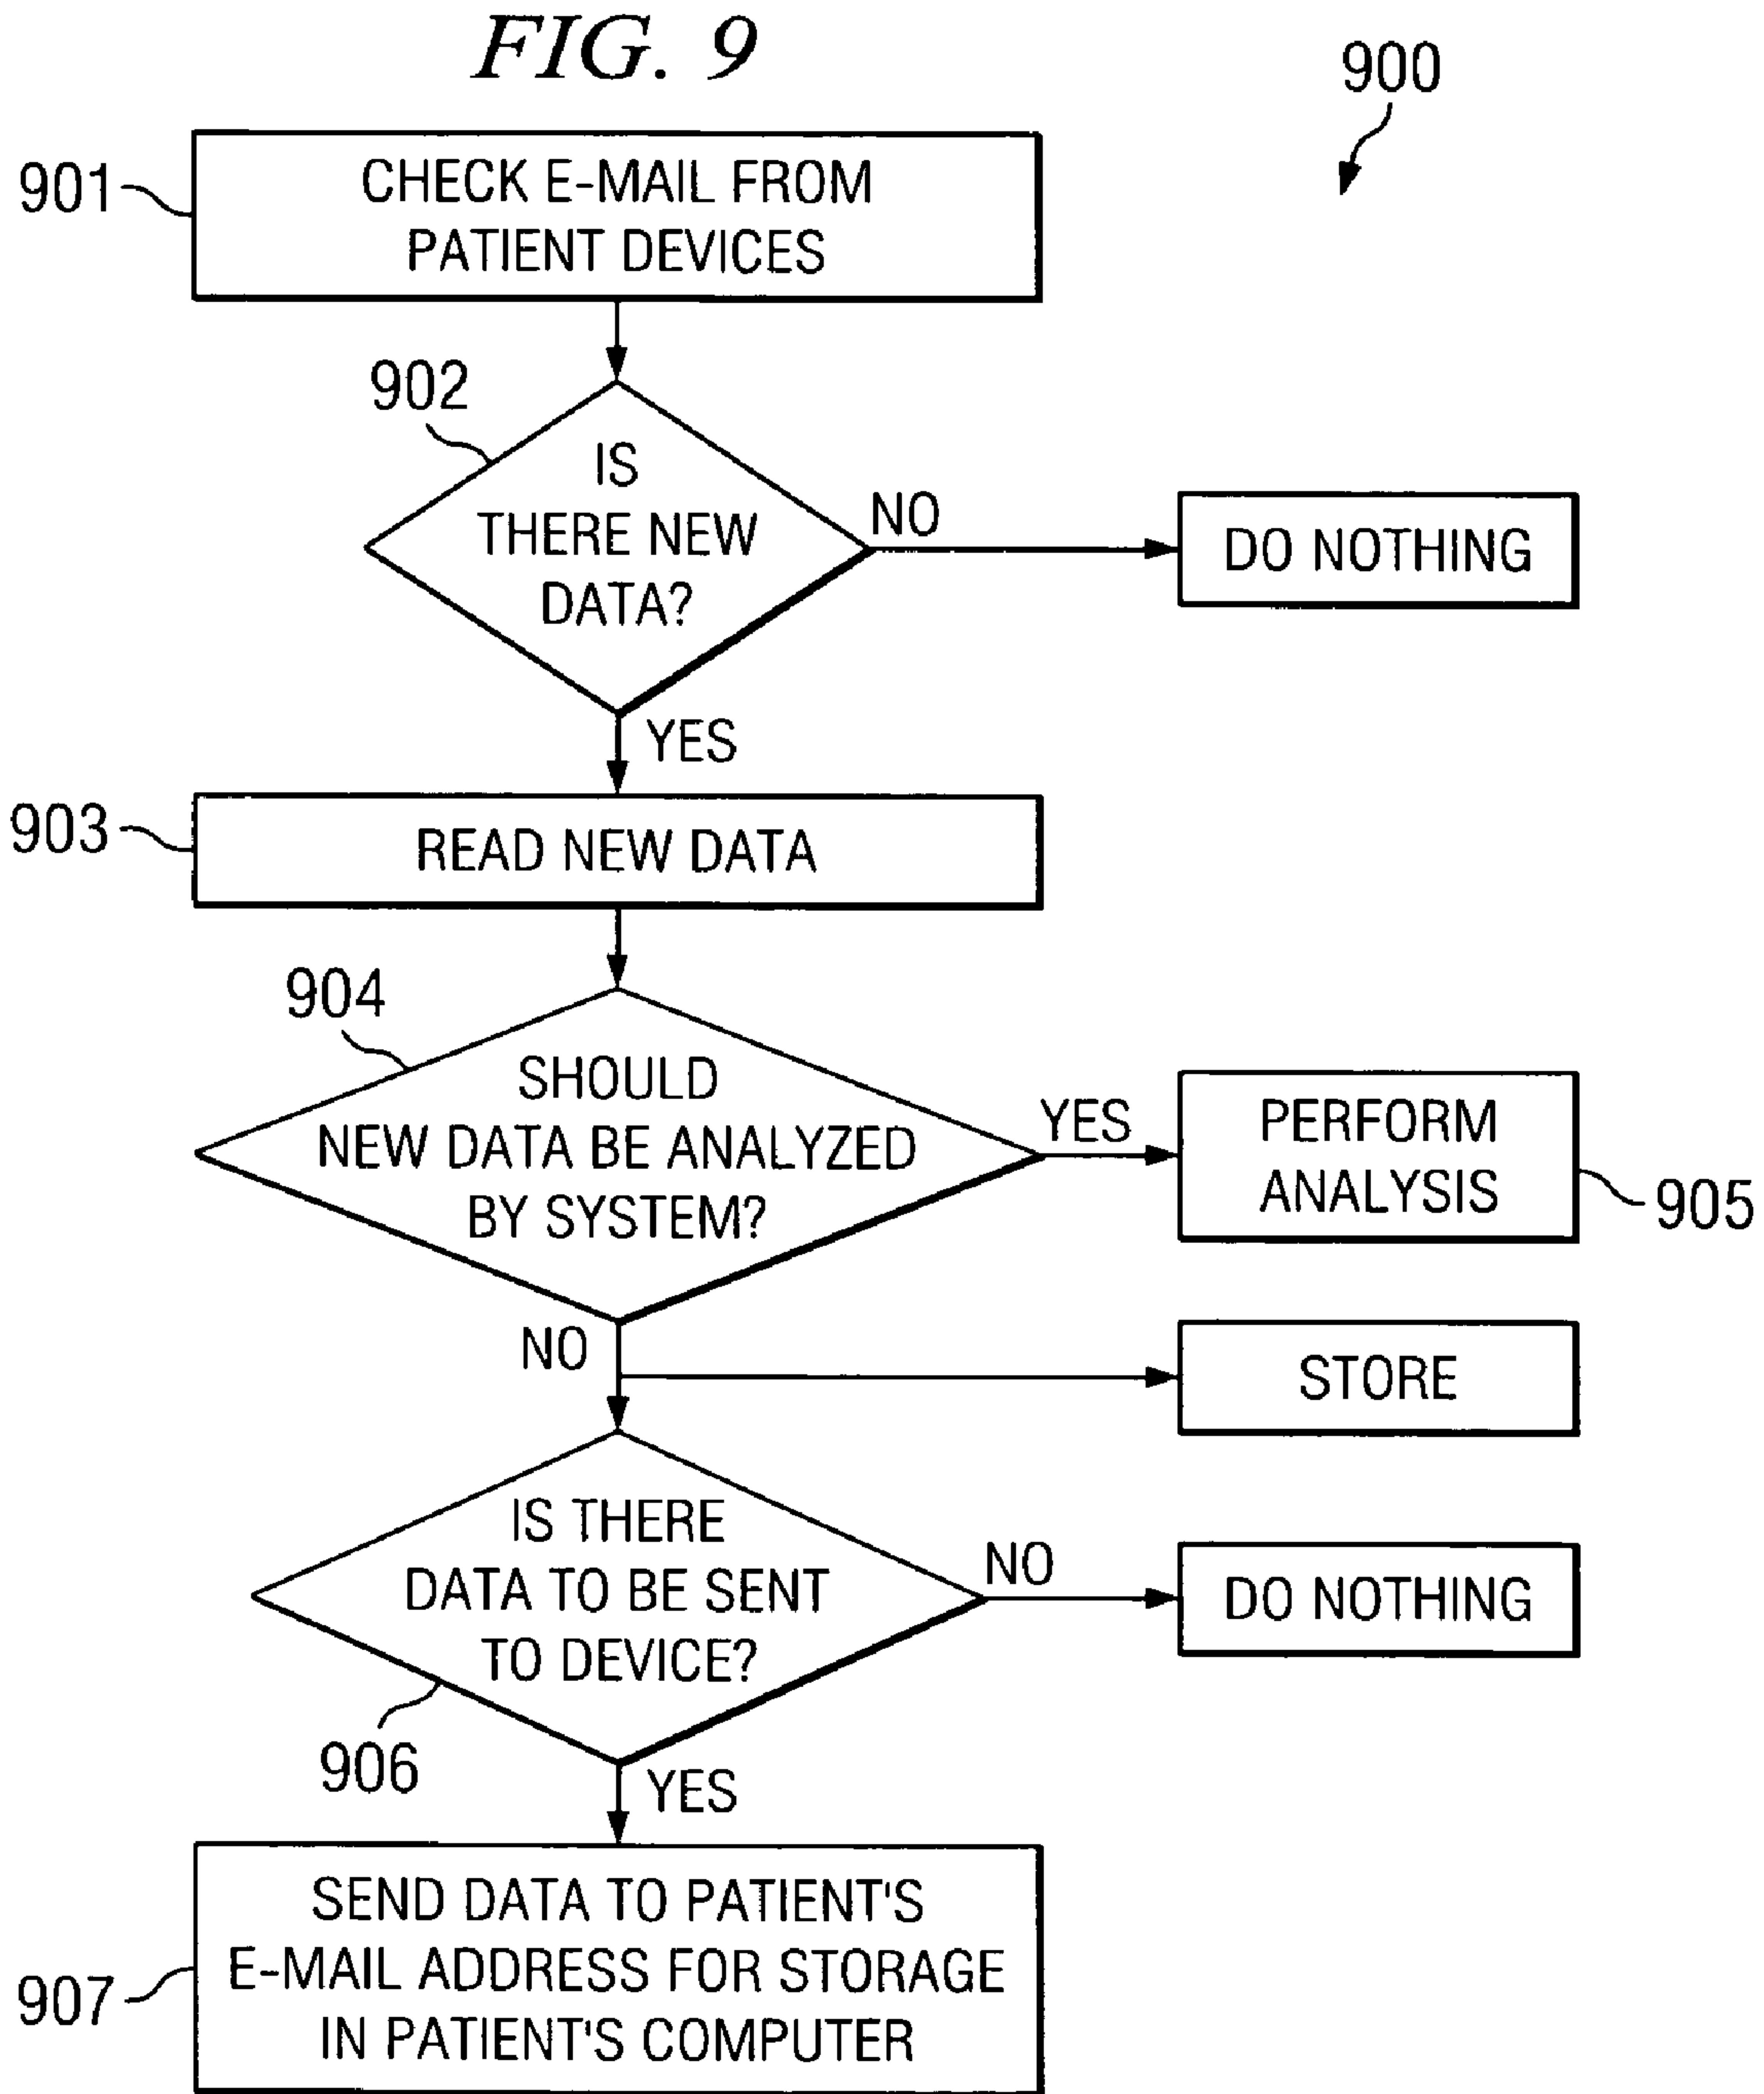 FIG. 9
900
901
CHECK E-MAIL FROM
PATIENT DEVICES
902
IS
THERE NEW
DATA?
NO
DO NOTHING
YES
903
READ NEW DATA
904
SHOULD
NEW DATA BE ANALYZED
BY SYSTEM?
YES
PERFORM
ANALYSIS
905
NO
STORE
IS THERE
DATA TO BE SENT
TO DEVICE?
NO
DO NOTHING
906
YES
907
SEND DATA TO PATIENT'S
E-MAIL ADDRESS FOR STORAGE
IN PATIENT'S COMPUTER